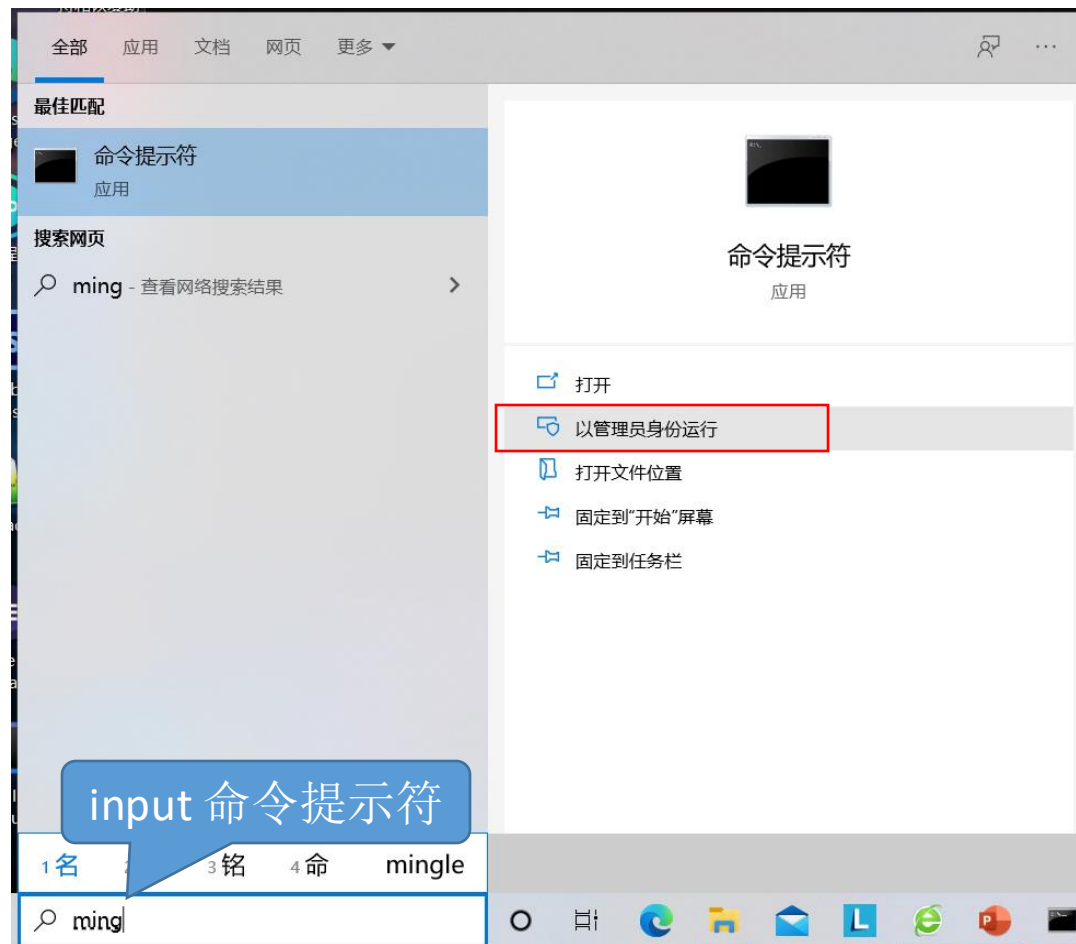 全部 应用 文档 网页 更多
最佳匹配
命令提示符
应用
搜索网页
ming - 查看网络搜索结果
命令提示符
应用
打开
以管理员身份运行
打开文件位置
固定到"开始"屏幕
固定到任务栏
input 命令提示符
1 名 3 铭 4 命 mingle
ming